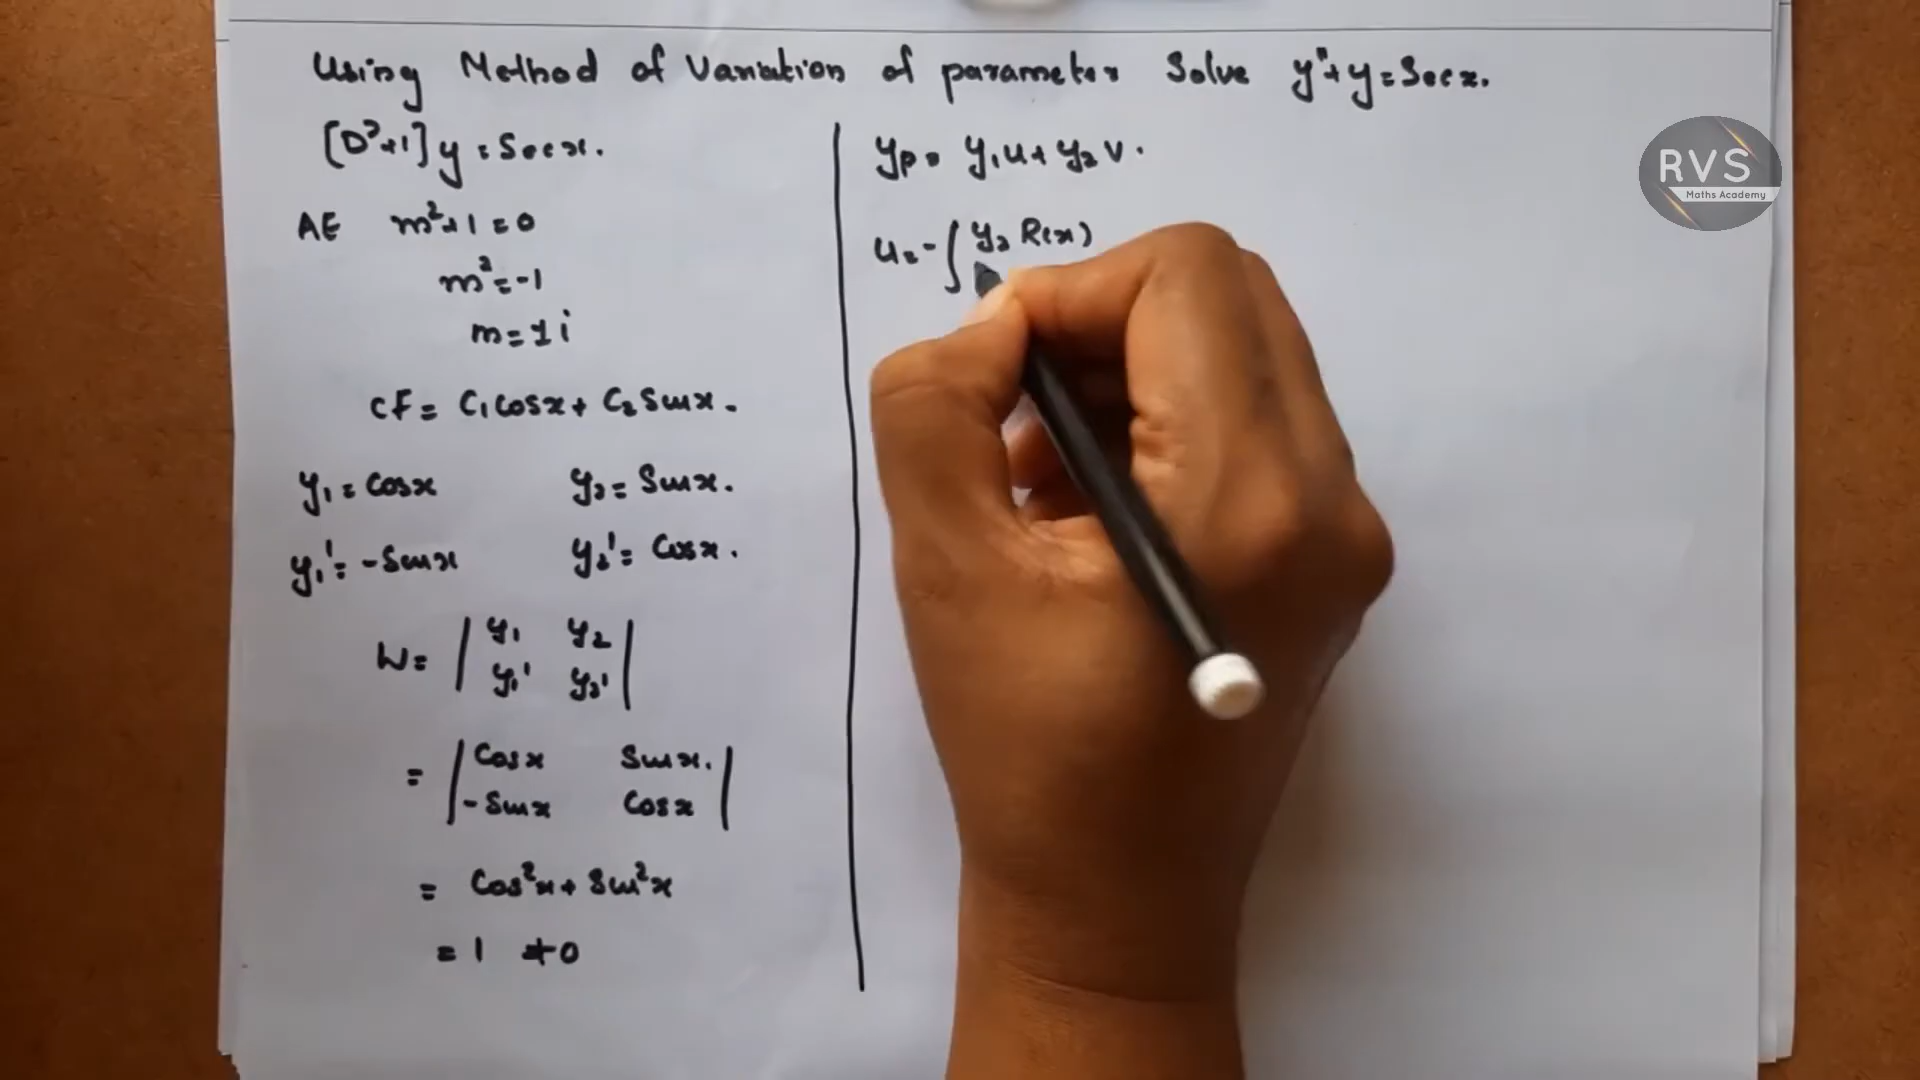 Using Method of Variation of parameter Solve y''+y=Secx.
[D²+1]y = Secx.
AE m²+1=0
m²=-1
m=±i
CF = C₁Cosx + C₂Sinx.
y₁ = Cosx y₂ = Sinx.
y₁' = -Sinx y₂' = Cosx.
W= | y₁ y₂ |
| y₁' y₂' |
= | Cosx Sinx. |
| -Sinx Cosx |
= Cos²x + Sin²x
= 1 ≠0
yp = y₁u + y₂v.
u = -∫ y₂ R(x)
RVS
Maths Academy